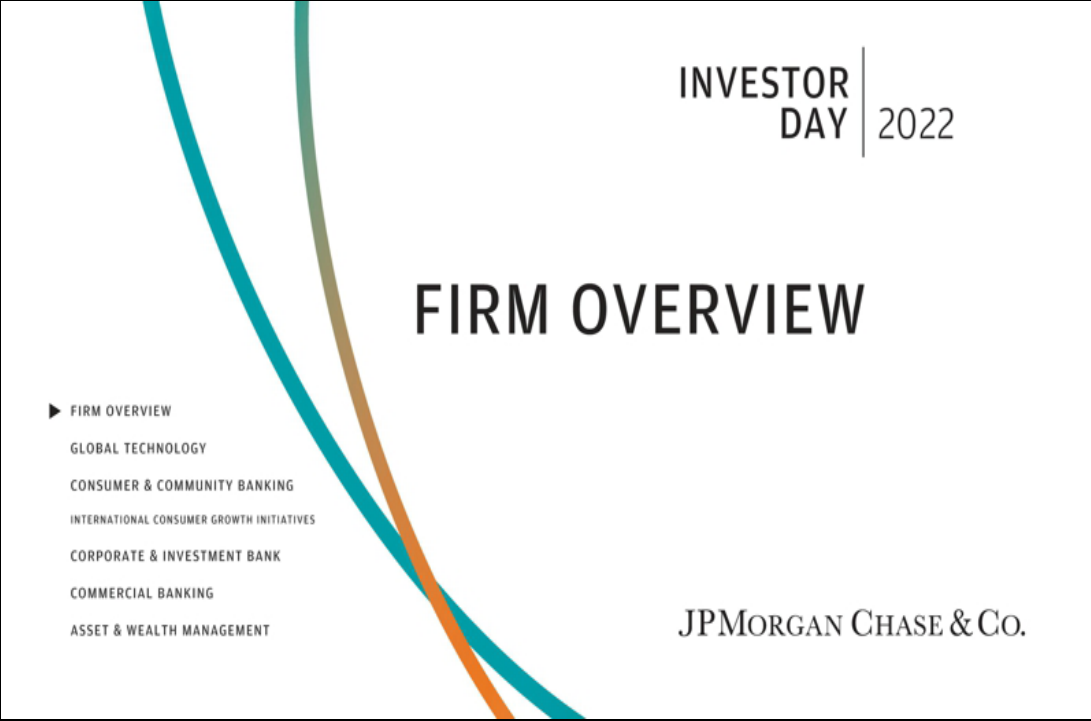 INVESTOR
DAY 2022
FIRM OVERVIEW
FIRM OVERVIEW
GLOBAL TECHNOLOGY
CONSUMER & COMMUNITY BANKING
INTERNATIONAL CONSUMER GROWTH INITIATIVES
CORPORATE & INVESTMENT BANK
COMMERCIAL BANKING
ASSET & WEALTH MANAGEMENT
JPMORGAN CHASE & CO.